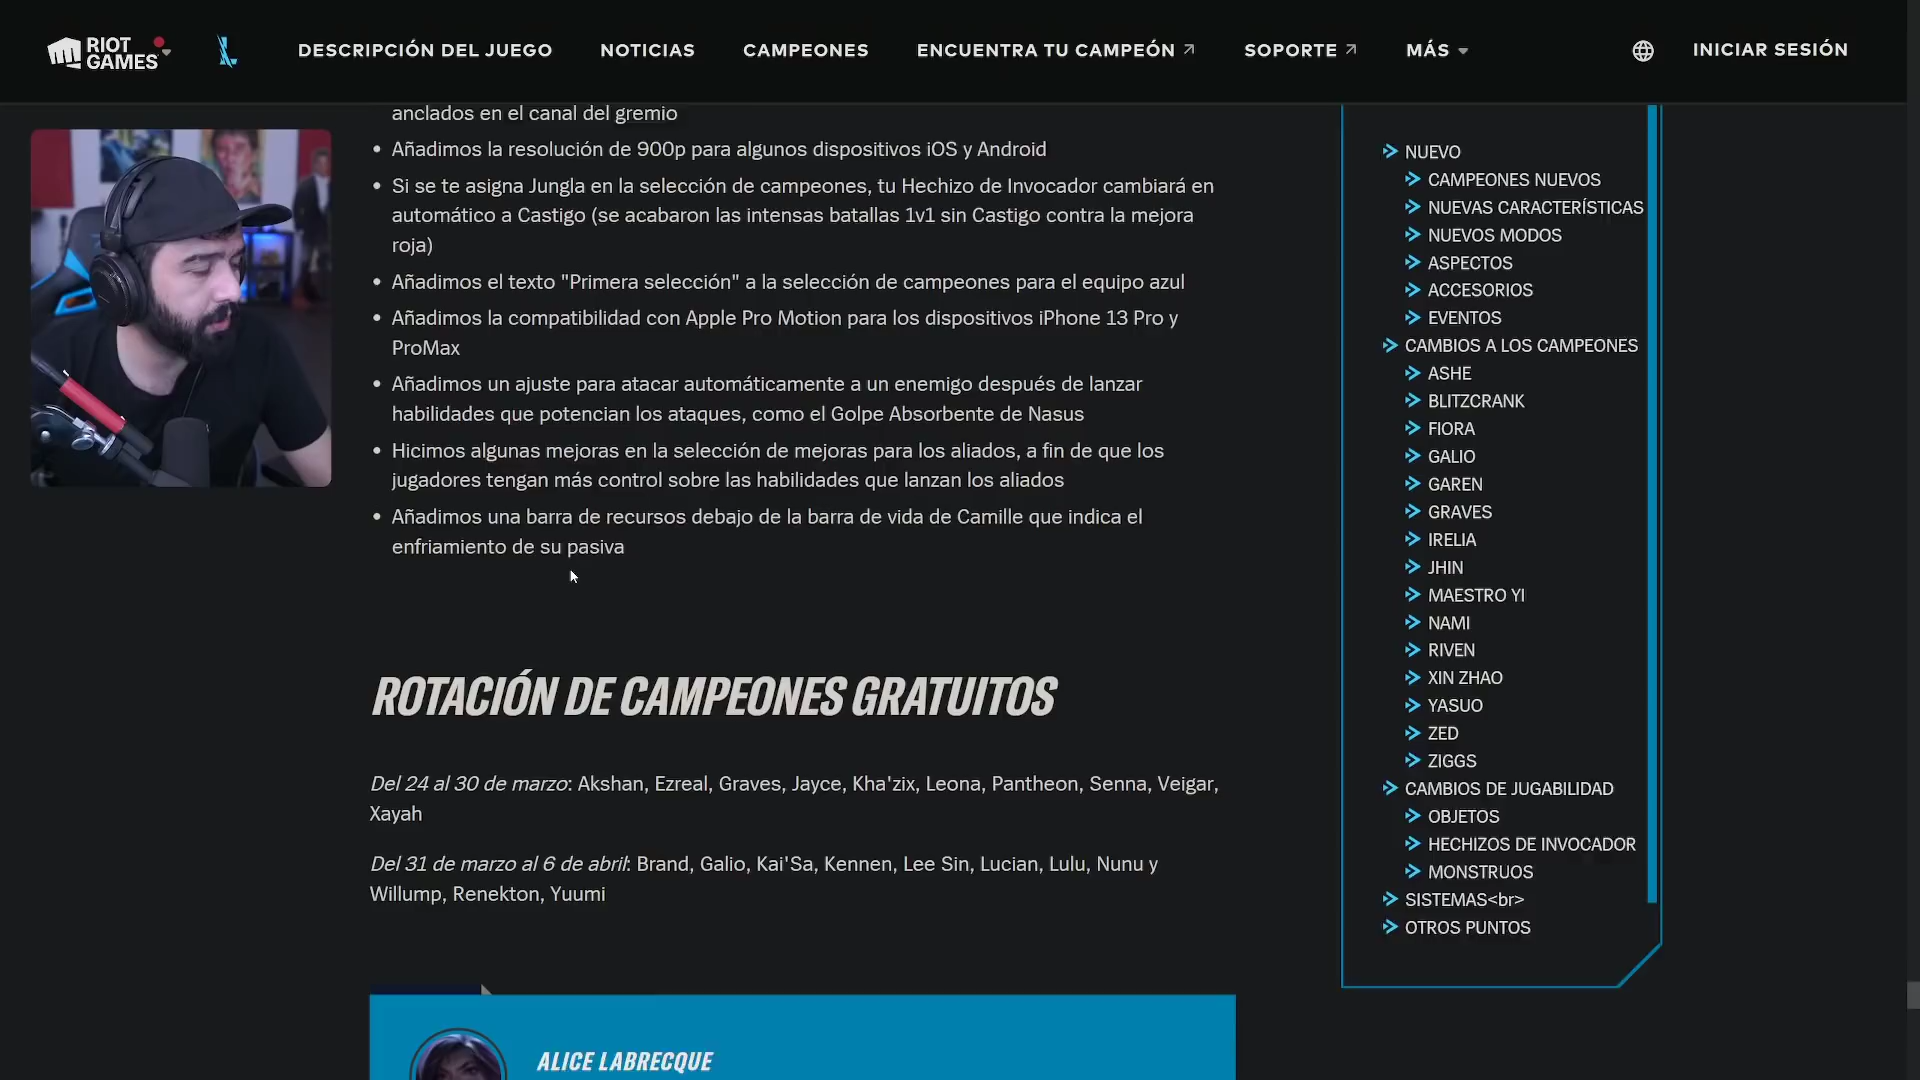 RIOT GAMES
DESCRIPCIÓN DEL JUEGO
NOTICIAS
CAMPEONES
ENCUENTRA TU CAMPEÓN
SOPORTE
MÁS
INICIAR SESIÓN
anclados en el canal del gremio
• Añadimos la resolución de 900p para algunos dispositivos iOS y Android
• Si se te asigna Jungla en la selección de campeones, tu Hechizo de Invocador cambiará en
automático a Castigo (se acabaron las intensas batallas 1v1 sin Castigo contra la mejora
roja)
• Añadimos el texto "Primera selección" a la selección de campeones para el equipo azul
• Añadimos la compatibilidad con Apple Pro Motion para los dispositivos iPhone 13 Pro y
ProMax
• Añadimos un ajuste para atacar automáticamente a un enemigo después de lanzar
habilidades que potencian los ataques, como el Golpe Absorbente de Nasus
• Hicimos algunas mejoras en la selección de mejoras para los aliados, a fin de que los
jugadores tengan más control sobre las habilidades que lanzan los aliados
• Añadimos una barra de recursos debajo de la barra de vida de Camille que indica el
enfriamiento de su pasiva
ROTACIÓN DE CAMPEONES GRATUITOS
Del 24 al 30 de marzo: Akshan, Ezreal, Graves, Jayce, Kha'zix, Leona, Pantheon, Senna, Veigar,
Xayah
Del 31 de marzo al 6 de abril: Brand, Galio, Kai'Sa, Kennen, Lee Sin, Lucian, Lulu, Nunu y
Willump, Renekton, Yuumi
ALICE LABRECQUE
NUEVO
CAMPEONES NUEVOS
NUEVAS CARACTERÍSTICAS
NUEVOS MODOS
ASPECTOS
ACCESORIOS
EVENTOS
CAMBIOS A LOS CAMPEONES
ASHE
BLITZCRANK
FIORA
GALIO
GAREN
GRAVES
IRELIA
JHIN
MAESTRO YI
NAMI
RIVEN
XIN ZHAO
YASUO
ZED
ZIGGS
CAMBIOS DE JUGABILIDAD
OBJETOS
HECHIZOS DE INVOCADOR
MONSTRUOS
SISTEMAS<br>
OTROS PUNTOS